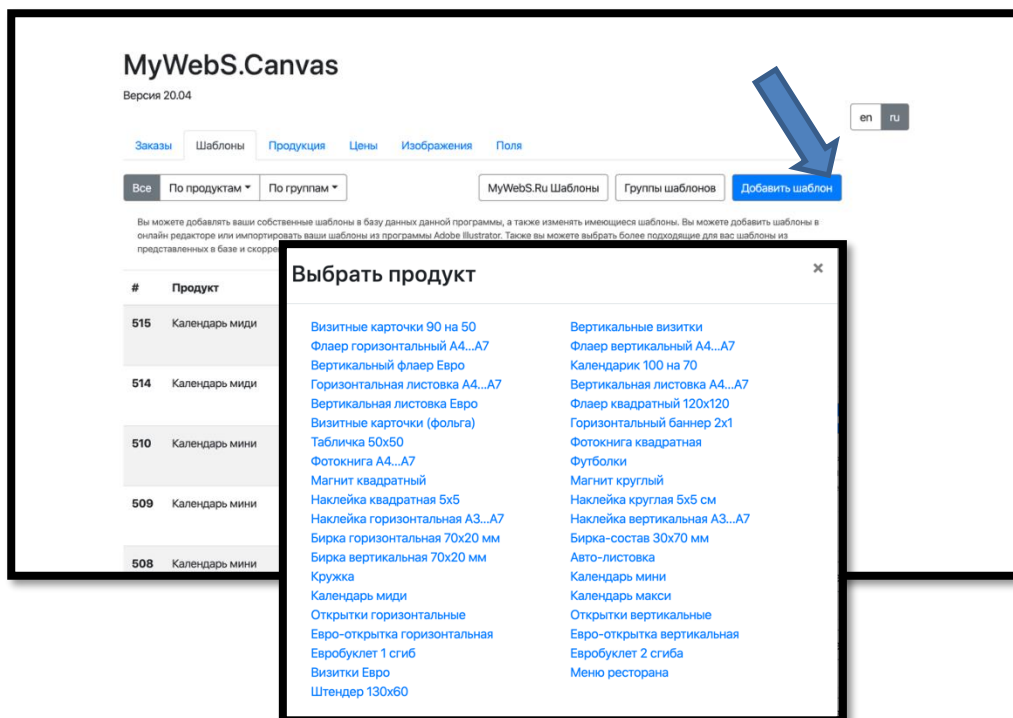 MyWebS.Canvas
Версия 20.04
en ru
Заказы Шаблоны Продукция Цены Изображения Поля
Все По продуктам По группам MyWebS.Ru Шаблоны Группы шаблонов Добавить шаблон
Вы можете добавлять ваши собственные шаблоны в базу данных данной программы, а также изменять имеющиеся шаблоны. Вы можете добавить шаблоны в
онлайн редакторе или импортировать ваши шаблоны из программы Adobe Illustrator. Также вы можете выбрать более подходящие для вас шаблоны из
представленных в базе и
# Продукт
515 Календарь миди
514 Календарь миди
510 Календарь мини
509 Календарь мини
508 Календарь мини
Выбрать продукт ×
Визитные карточки 90 на 50 Вертикальные визитки
Флаер горизонтальный А4...А7 Флаер вертикальный А4...А7
Вертикальный флаер Евро Календарик 100 на 70
Горизонтальная листовка А4...А7 Вертикальная листовка А4...А7
Вертикальная листовка Евро Флаер квадратный 120x120
Визитные карточки (фольга) Горизонтальный баннер 2x1
Табличка 50x50 Фотокнига квадратная
Фотокнига А4...А7 Футболки
Магнит квадратный Магнит круглый
Наклейка квадратная 5x5 Наклейка круглая 5x5 см
Наклейка горизонтальная А3...А7 Наклейка вертикальная А3...А7
Бирка горизонтальная 70x20 мм Бирка-состав 30x70 мм
Бирка вертикальная 70x20 мм Авто-листовка
Кружка Календарь мини
Календарь миди Календарь макси
Открытки горизонтальные Открытки вертикальные
Евро-открытка горизонтальная Евро-открытка вертикальная
Евробуклет 1 сгиб Евробуклет 2 сгиба
Визитки Евро Меню ресторана
Штендер 130x60